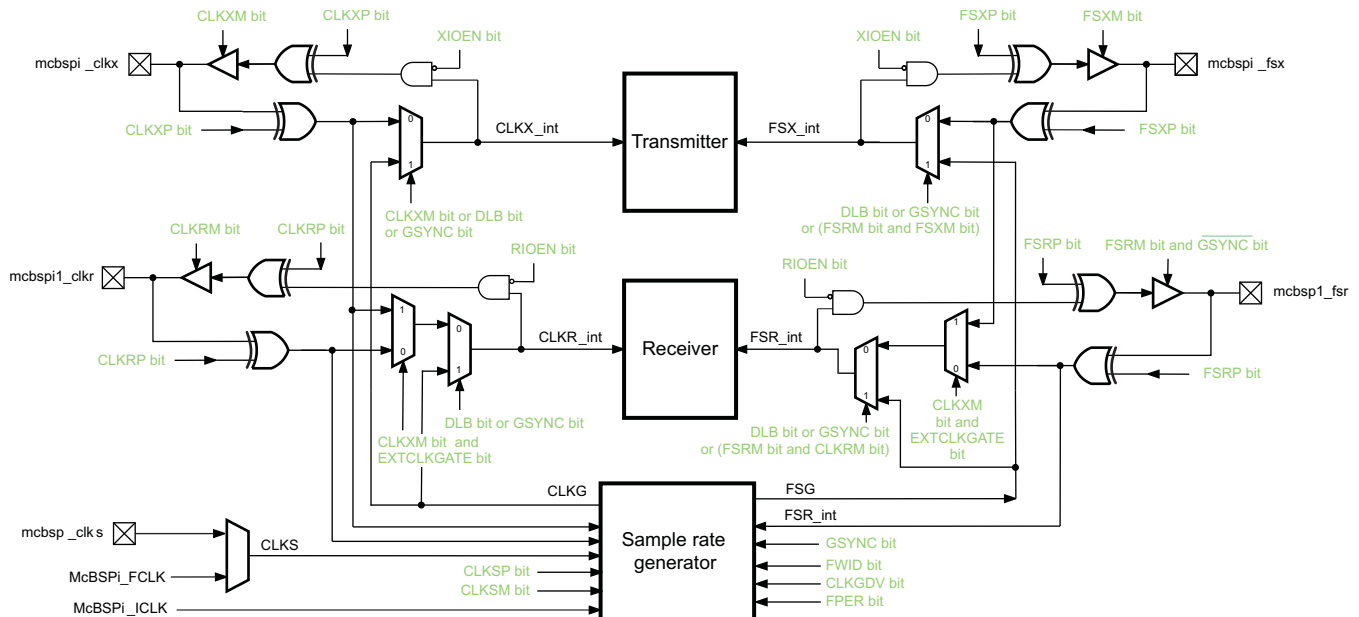 CLKXM bit
CLKXP bit
XIOEN bit
XIOEN bit
FSXP bit
FSXM bit
mcbspi _clkx
mcbspi _fsx
CLKXP bit
0
1
CLKX_int
Transmitter
FSX_int
0
1
FSXP bit
CLKXM bit or DLB bit
or GSYNC bit
DLB bit or GSYNC bit
or (FSRM bit and FSXM bit)
CLKRM bit
CLKRP bit
RIOEN bit
RIOEN bit
FSRP bit
FSRM bit and GSYNC bit
mcbspi1_clkr
mcbsp1_fsr
CLKRP bit
1
0
0
1
CLKR_int
Receiver
FSR_int
0
1
1
0
FSRP bit
DLB bit or GSYNC bit
CLKXM bit and
EXTCLKGATE bit
DLB bit or GSYNC bit
or (FSRM bit and CLKRM bit)
CLKXM
bit and
EXTCLKGATE
bit
CLKG
FSG
FSR_int
mcbsp _clk s
CLKS
Sample rate
generator
GSYNC bit
McBSPi_FCLK
CLKSP bit
CLKSM bit
FWID bit
CLKGDV bit
FPER bit
McBSPi _ICLK